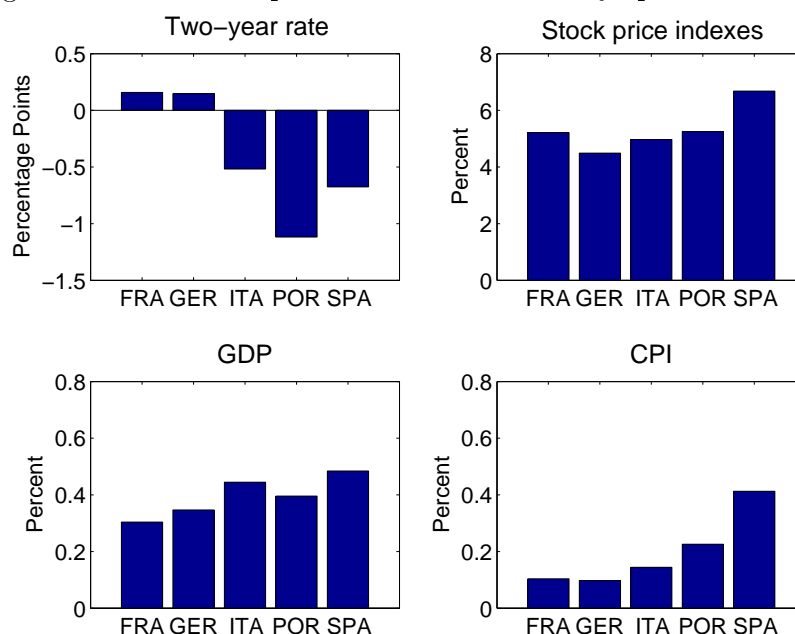 Two−year rate
Percentage Points
0.5
0
−0.5
−1
−1.5
FRA GER ITA POR SPA
Stock price indexes
Percent
8
6
4
2
0
FRA GER ITA POR SPA
GDP
Percent
0.8
0.6
0.4
0.2
0
FRA GER ITA POR SPA
CPI
Percent
0.8
0.6
0.4
0.2
0
FRA GER ITA POR SPA